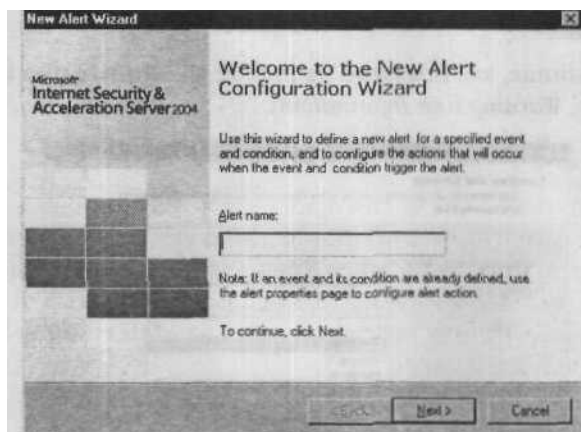 New Alert Wizard
Microsoft
Internet Security &
Acceleration Server 2004
Welcome to the New Alert
Configuration Wizard
Use this wizard to define a new alert for a specified event
and condition, and to configure the actions that will occur
when the event and condition trigger the alert.
Alert name:
Note: If an event and its condition are already defined, use
the alert properties page to configure alert action.
To continue, click Next.
Next >
Cancel